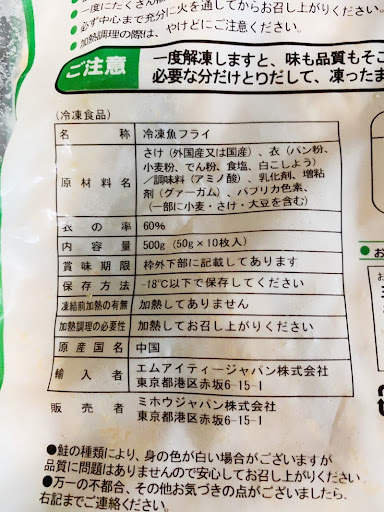 ●一度にたくさん
●必ず中心まで充分に火を通してからお召し上がりください。
●加熱調理の際は、やけどにご注意ください。
ご注意
一度解凍しますと、味も品質もそこ
必要な分だけとりだして、凍ったま
(冷凍食品)
名称 冷凍魚フライ
原材料名 さけ(外国産又は国産)、衣(パン粉、
小麦粉、でん粉、食塩、白こしよう)
/調味料(アミノ酸)、乳化剤、増粘
剤(グァーガム)、パプリカ色素、
(一部に小麦・さけ・大豆を含む)
衣の率 60%
内容量 500g(50g×10枚入)
賞味期限 枠外下部に記載してあります
保存方法 -18℃以下で保存してください
凍結前加熱の有無 加熱してありません
加熱調理の必要性 加熱してお召し上がりください
原産国名 中国
輸入者 エムアイティージャパン株式会社
東京都港区赤坂6-15-1
販売者 ミホウジャパン株式会社
東京都港区赤坂6-15-1
●鮭の種類により、身の色が白い場合がございますが
品質に問題はありませんので安心してお召し上がりください。
●万一の不都合、その他お気づきの点がございましたら、
右記までご連絡ください。
●お